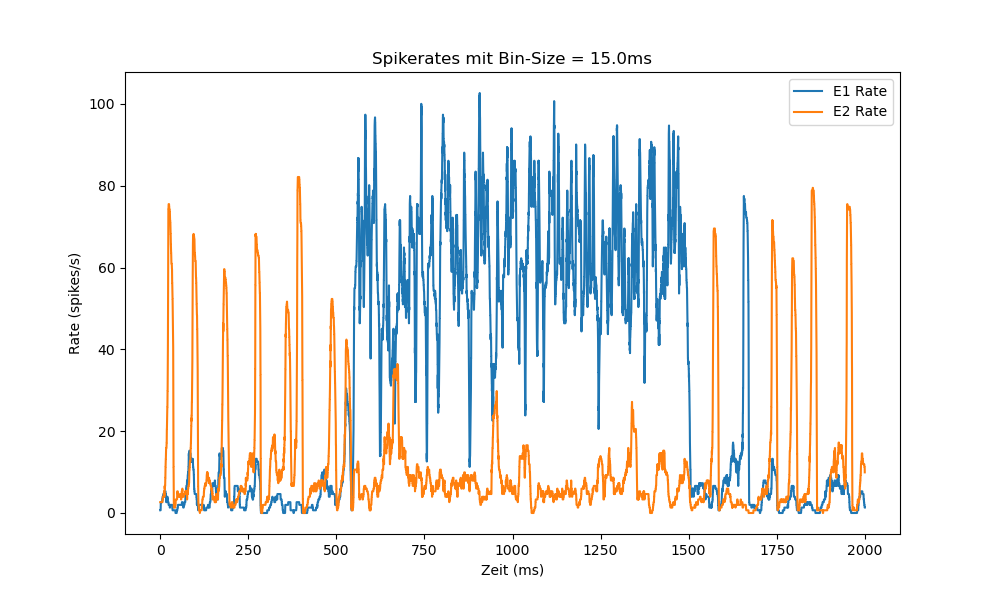 Spikerates mit Bin-Size = 15.0ms
E1 Rate
E2 Rate
100
80
60
40
20
0
Rate (spikes/s)
0 250 500 750 1000 1250 1500 1750 2000
Zeit (ms)